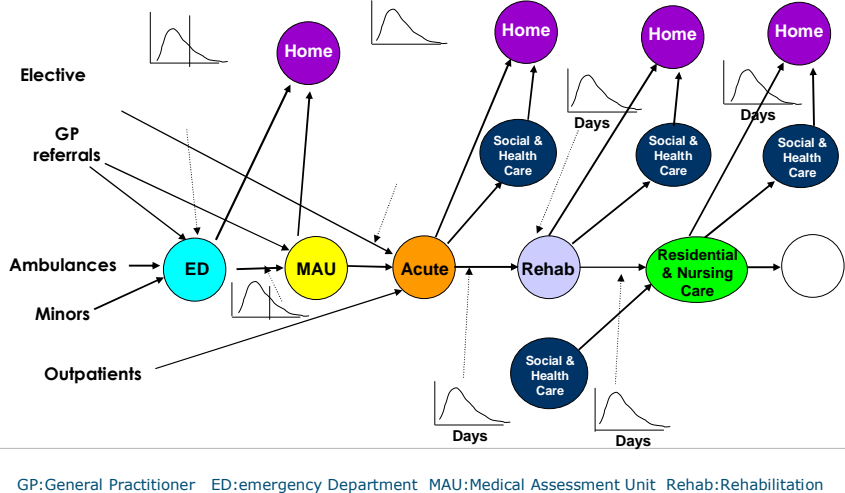 Home
Home
Home
Home
Elective
Days
Days
GP
referrals
Social &
Health
Care
Social &
Health
Care
Social &
Health
Care
Ambulances
ED
MAU
Acute
Rehab
Residential
& Nursing
Care
Minors
Outpatients
Social &
Health
Care
Days
Days
GP:General Practitioner ED:emergency Department MAU:Medical Assessment Unit Rehab:Rehabilitation